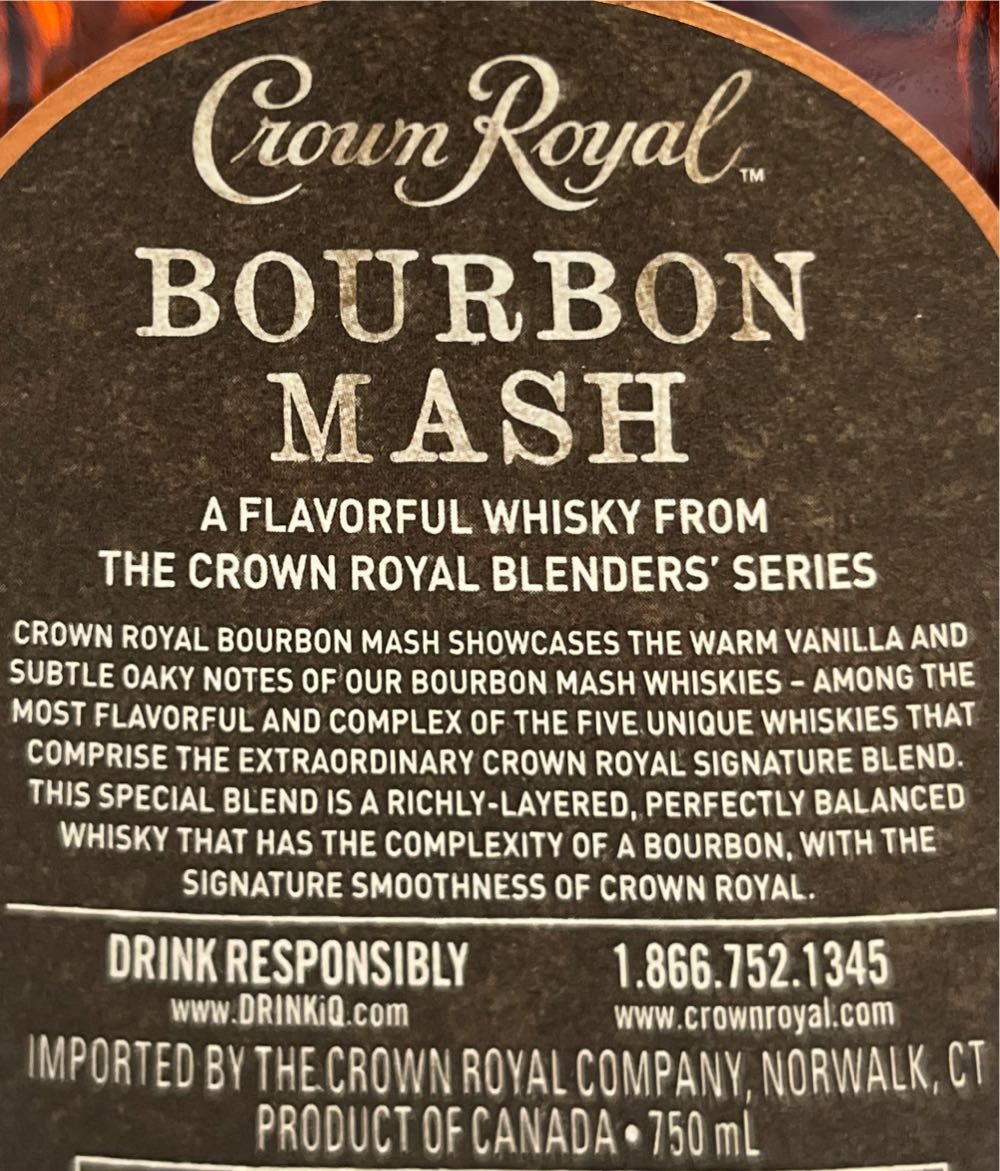 Crown Royal™
BOURBON
MASH
A FLAVORFUL WHISKY FROM
THE CROWN ROYAL BLENDERS' SERIES
CROWN ROYAL BOURBON MASH SHOWCASES THE WARM VANILLA AND
SUBTLE OAKY NOTES OF OUR BOURBON MASH WHISKIES – AMONG THE
MOST FLAVORFUL AND COMPLEX OF THE FIVE UNIQUE WHISKIES THAT
COMPRISE THE EXTRAORDINARY CROWN ROYAL SIGNATURE BLEND.
THIS SPECIAL BLEND IS A RICHLY-LAYERED, PERFECTLY BALANCED
WHISKY THAT HAS THE COMPLEXITY OF A BOURBON, WITH THE
SIGNATURE SMOOTHNESS OF CROWN ROYAL.
DRINK RESPONSIBLY 1.866.752.1345
www.DRINKiQ.com www.crownroyal.com
IMPORTED BY THE CROWN ROYAL COMPANY, NORWALK, CT
PRODUCT OF CANADA • 750 mL